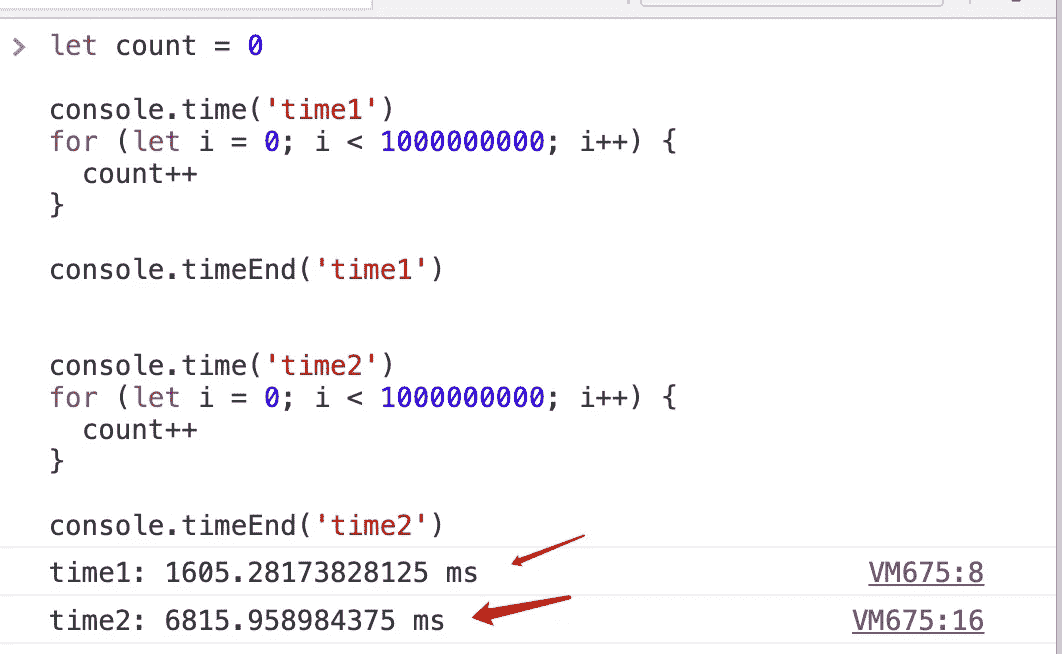 > let count = 0
console.time('time1')
for (let i = 0; i < 1000000000; i++) {
  count++
}
console.timeEnd('time1')
console.time('time2')
for (let i = 0; i < 1000000000; i++) {
  count++
}
console.timeEnd('time2')
time1: 1605.28173828125 ms VM675:8
time2: 6815.958984375 ms VM675:16